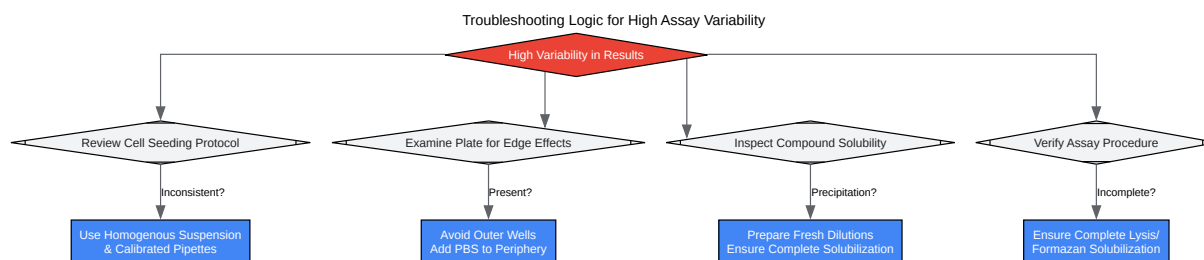 Troubleshooting Logic for High Assay Variability
High Variability in Results
Review Cell Seeding Protocol
Examine Plate for Edge Effects
Inspect Compound Solubility
Verify Assay Procedure
Inconsistent?
Present?
Precipitation?
Incomplete?
Use Homogenous Suspension
& Calibrated Pipettes
Avoid Outer Wells
Add PBS to Periphery
Prepare Fresh Dilutions
Ensure Complete Solubilization
Ensure Complete Lysis/
Formazan Solubilization